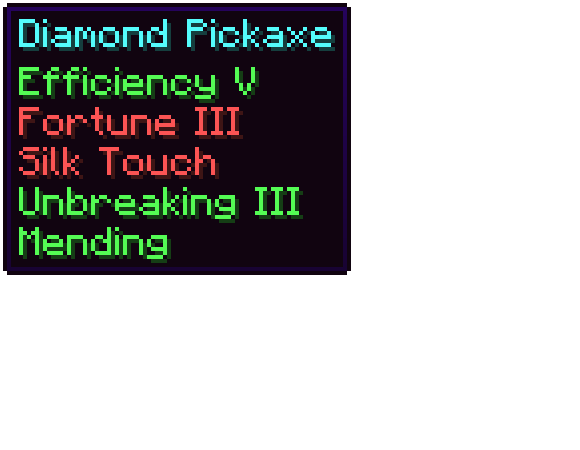 Diamond Pickaxe
Efficiency V
Fortune III
Silk Touch
Unbreaking III
Mending